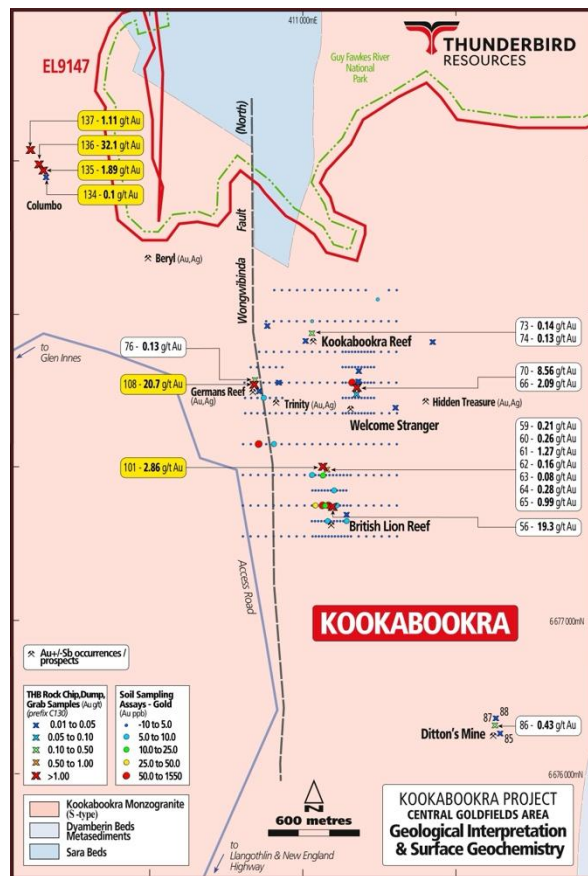 411 000mE
THUNDERBIRD
RESOURCES
EL9147
Guy Fawkes River
National
Park
137 - 1.11 g/t Au
136 - 32.1 g/t Au
135 - 1.89 g/t Au
134 - 0.1 g/t Au
Columbo
(North)
Fault
Wongwibinda
Beryl (Au,Ag)
to
Glen Innes
76 - 0.13 g/t Au
108 - 20.7 g/t Au
Germans Reef
(Au,Ag)
Trinity (Au,Ag)
Kookabookra Reef
73 - 0.14 g/t Au
74 - 0.13 g/t Au
70 - 8.56 g/t Au
66 - 2.09 g/t Au
Hidden Treasure (Au,Ag)
Welcome Stranger
59 - 0.21 g/t Au
60 - 0.26 g/t Au
61 - 1.27 g/t Au
62 - 0.16 g/t Au
63 - 0.08 g/t Au
64 - 0.28 g/t Au
65 - 0.99 g/t Au
101 - 2.86 g/t Au
56 - 19.3 g/t Au
British Lion Reef
Access Road
KOOKABOOKRA
6 677 000mN
Au+/-Sb occurrences /
prospects
THB Rock Chip,Dump,
Grab Samples (Au g/t)
(prefix C130)
0.01 to 0.05
0.05 to 0.10
0.10 to 0.50
0.50 to 1.00
>1.00
Soil Sampling
Assays - Gold
(Au ppb)
-10 to 5.0
5.0 to 10.0
10.0 to 25.0
25.0 to 50.0
50.0 to 1550
87
88
85
86 - 0.43 g/t Au
Ditton's Mine
6 676 000mN
Kookabookra Monzogranite
(S -type)
Dyamberin Beds
Metasediments
Sara Beds
N
600 metres
to
Llangothlin & New England
Highway
KOOKABOOKRA PROJECT
CENTRAL GOLDFIELDS AREA
Geological Interpretation
& Surface Geochemistry